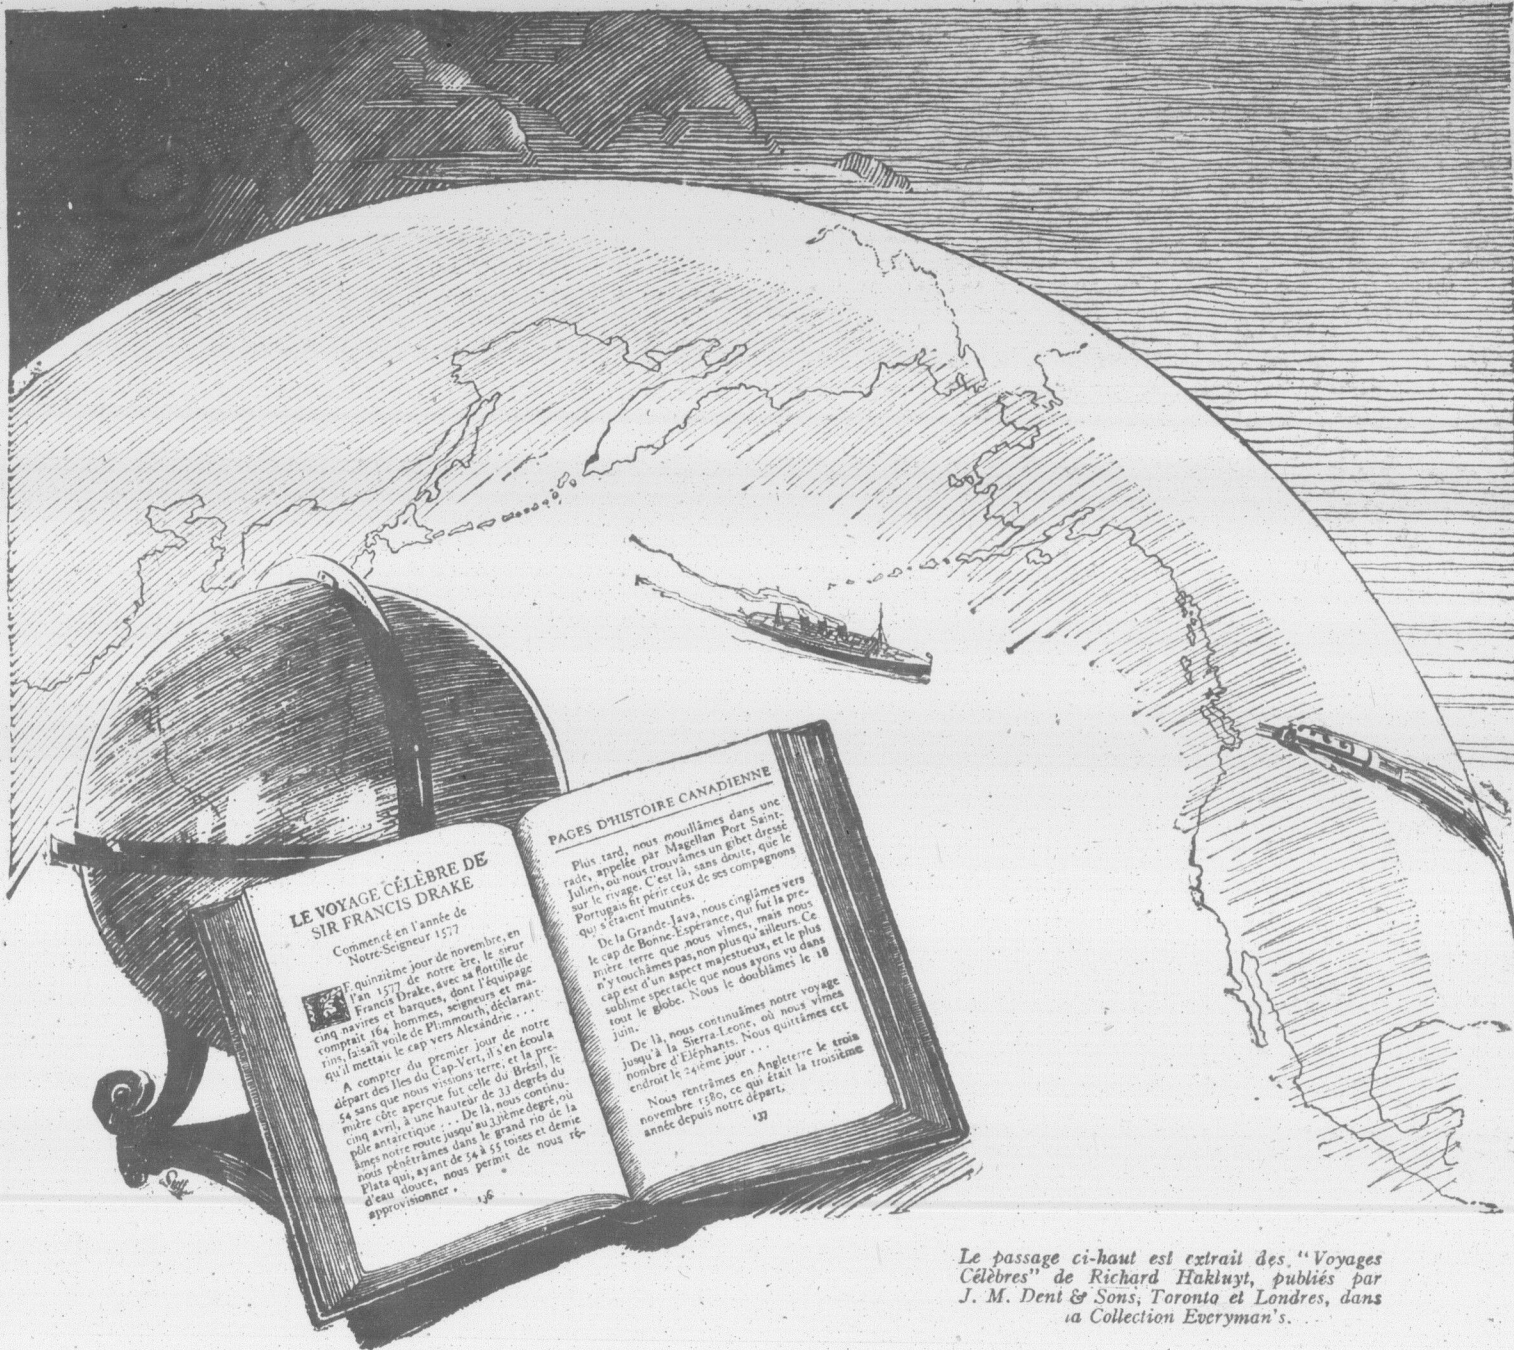 LE VOYAGE CÉLÈBRE DE
SIR FRANCIS DRAKE
Commencé en l'année de
Notre-Seigneur 1577
E quinzième jour de novembre, en
l'an 1577 de notre ère, le sieur
Francis Drake, avec sa flottille de
cinq navires et barques, dont l'équipage
comptait 164 hommes, seigneurs et ma-
rins, faisait voile de Plimmouth, déclarant
qu'il mettait le cap vers Alexandrie . . .
A compter du premier jour de notre
départ des Iles du Cap-Vert, il s'en écoula
54 sans que nous vissions terre; et la pre-
mière côte aperçue fut celle du Brésil, le
cinq avril, à une hauteur de 33 degrés du
pôle antarctique . . . De là, nous continu-
âmes notre route jusqu'au 33ième degré, où
nous pénétrâmes dans le grand rio de la
Plata qui, ayant de 54 à 55 toises et demie
d'eau douce, nous permit de nous ré-
approvisionner .
136
PAGES D'HISTOIRE CANADIENNE
Plus tard, nous mouillâmes dans une
rade, appelée par Magellan Port Saint-
Julien, où nous trouvâmes un gibet dressé
sur le rivage. C'est là, sans doute, que le
Portugais fit périr ceux de ses compagnons
qui s'étaient mutinés.
De la Grande-Java, nous cinglâmes vers
le cap de Bonne-Espérance, qui fut la pre-
mière terre que nous vîmes, mais nous
n'y touchâmes pas, non plus qu'ailleurs. Ce
cap est d'un aspect majestueux, et le plus
sublime spectacle que nous ayons vu dans
tout le globe. Nous le doublâmes le 18
juin.
De là, nous continuâmes notre voyage
jusqu'à la Sierra-Leone, où nous vîmes
nombre d'Eléphants. Nous quittâmes cet
endroit le 24ième jour . . .
Nous rentrâmes en Angleterre le trois
novembre 1580, ce qui était la troisième
année depuis notre départ.
137
Le passage ci-haut est extrait des "Voyages
Célèbres" de Richard Hakluyt, publiés par
J. M. Dent & Sons, Toronto et Londres, dans
la Collection Everyman's.